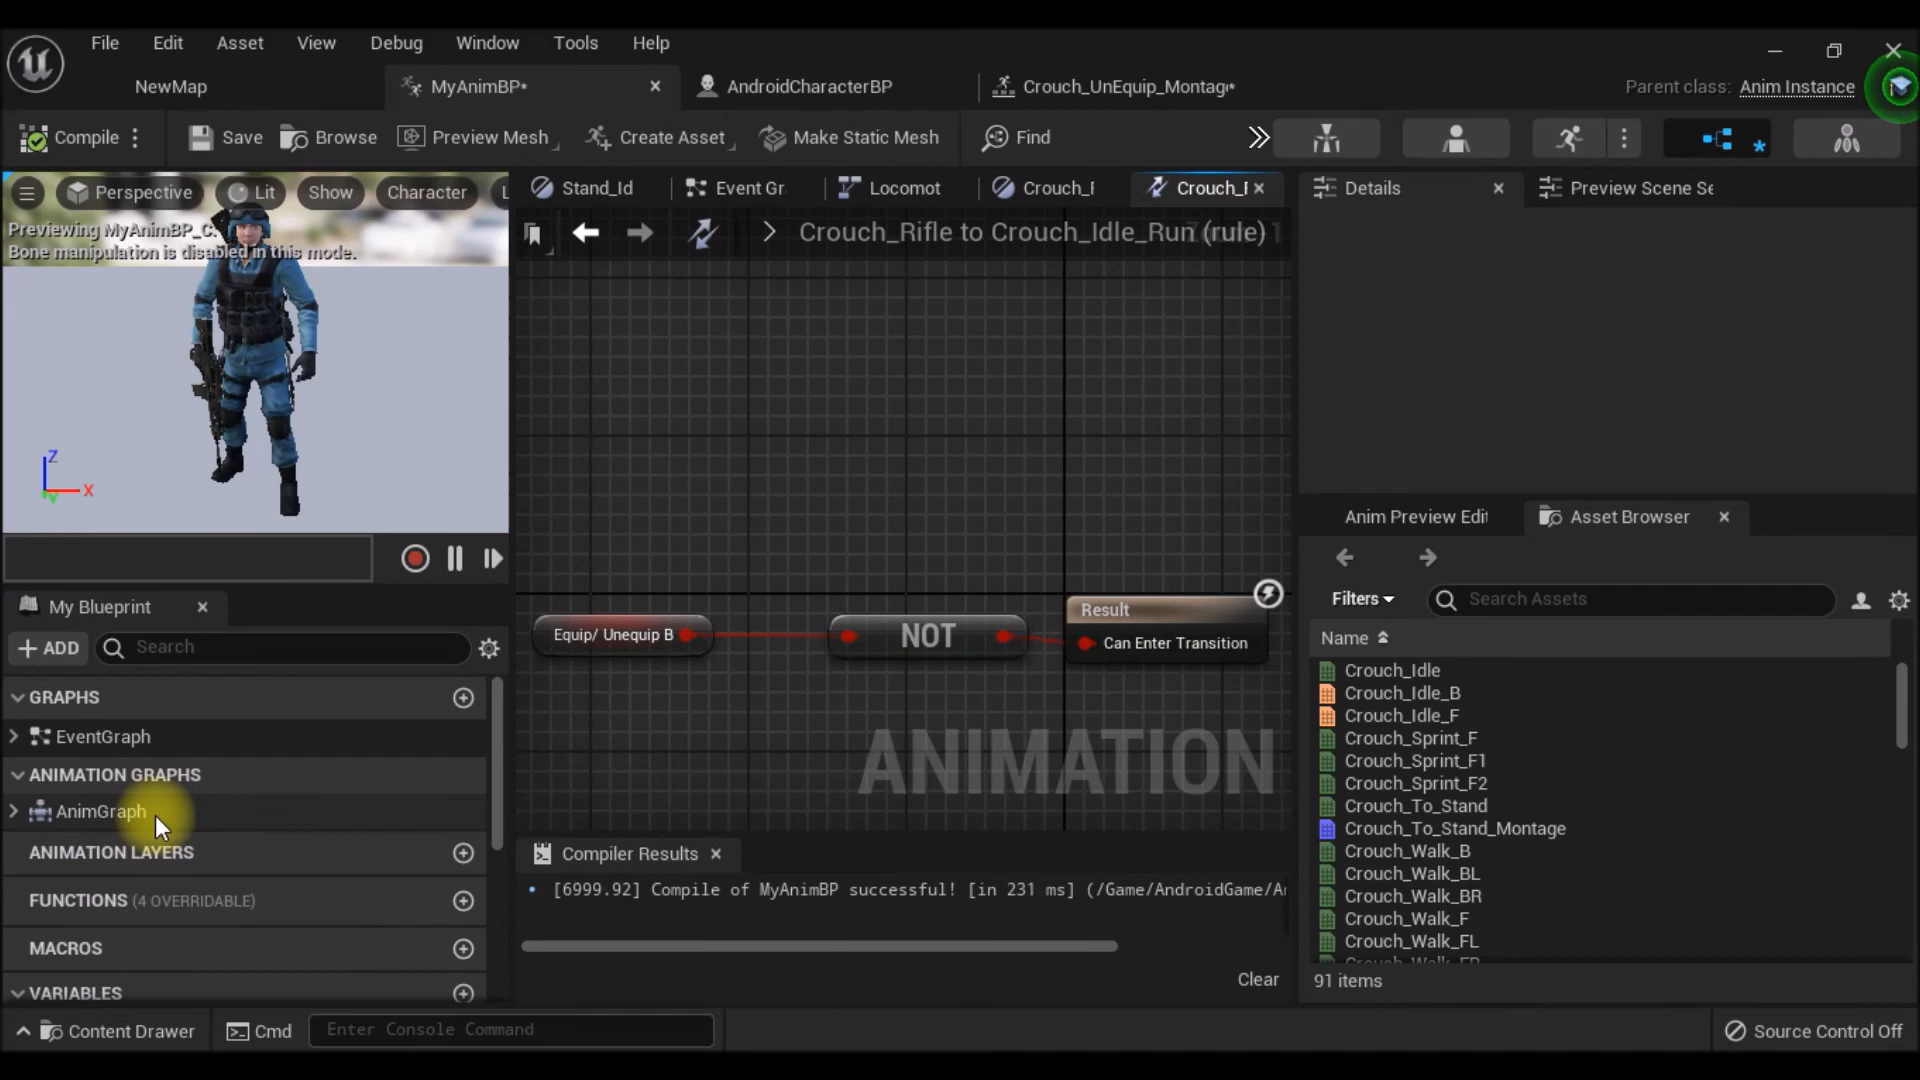 File Edit Asset View Debug Window Tools Help
NewMap MyAnimBP* AndroidCharacterBP Crouch_UnEquip_Montag* Parent class: Anim Instance
Compile Save Browse Preview Mesh Create Asset Make Static Mesh Find
Perspective Lit Show Character L
Previewing MyAnimBP_C.
Bone manipulation is disabled in this mode.
Z
X
Stand_Id Event Gr Locomot Crouch_F Crouch_F
> Crouch_Rifle to Crouch_Idle_Run (rule)
Equip/ Unequip B
NOT
Result
Can Enter Transition
ANIMATION
Details Preview Scene Se
Anim Preview Edit Asset Browser
Filters Search Assets
Name
Crouch_Idle
Crouch_Idle_B
Crouch_Idle_F
Crouch_Sprint_F
Crouch_Sprint_F1
Crouch_Sprint_F2
Crouch_To_Stand
Crouch_To_Stand_Montage
Crouch_Walk_B
Crouch_Walk_BL
Crouch_Walk_BR
Crouch_Walk_F
Crouch_Walk_FL
91 items
My Blueprint
+ ADD Search
GRAPHS
EventGraph
ANIMATION GRAPHS
AnimGraph
ANIMATION LAYERS
FUNCTIONS (4 OVERRIDABLE)
MACROS
VARIABLES
Compiler Results
[6999.92] Compile of MyAnimBP successful! [in 231 ms] (/Game/AndroidGame/A
Clear
Content Drawer Cmd Enter Console Command Source Control Off